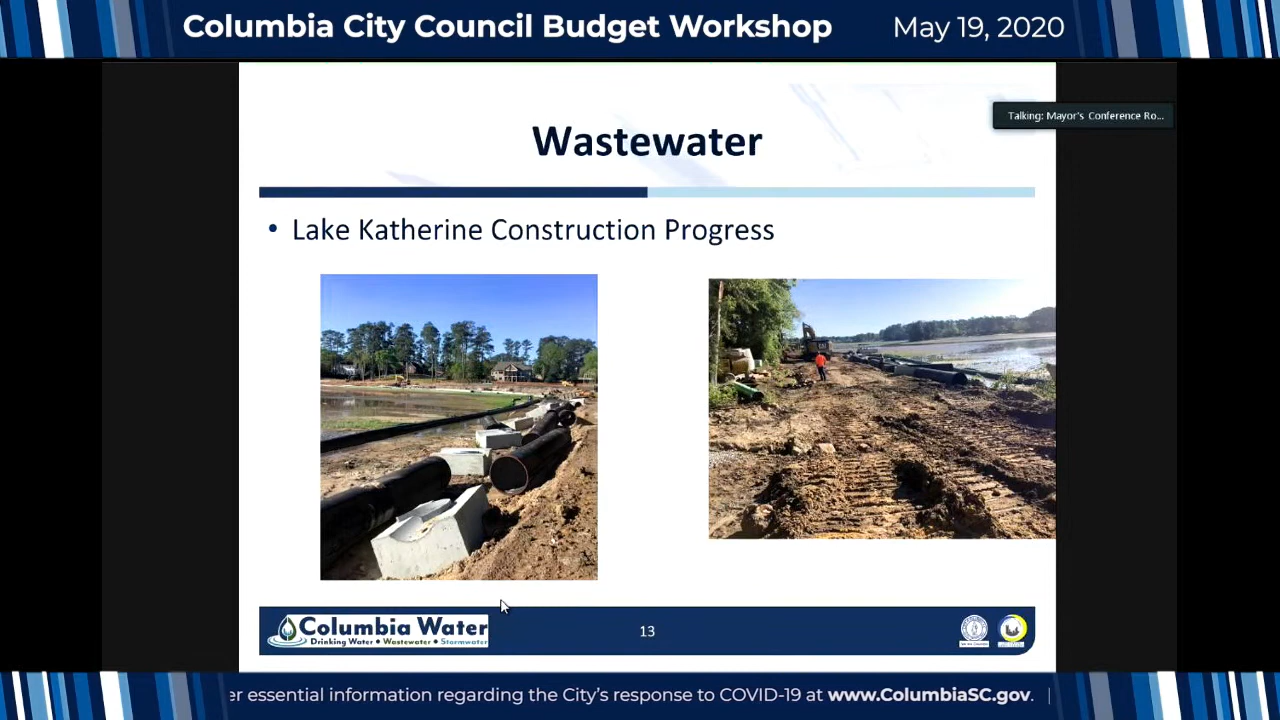 Columbia City Council Budget Workshop
May 19, 2020
Talking: Mayor's Conference Ro...
Wastewater
• Lake Katherine Construction Progress
Columbia Water
Drinking Water • Wastewater • Stormwater
13
essential information regarding the City's response to COVID-19 at www.ColumbiaSC.gov. |